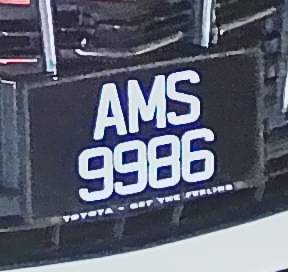 AMS
9986
TOYOTA - GET THE FEELING